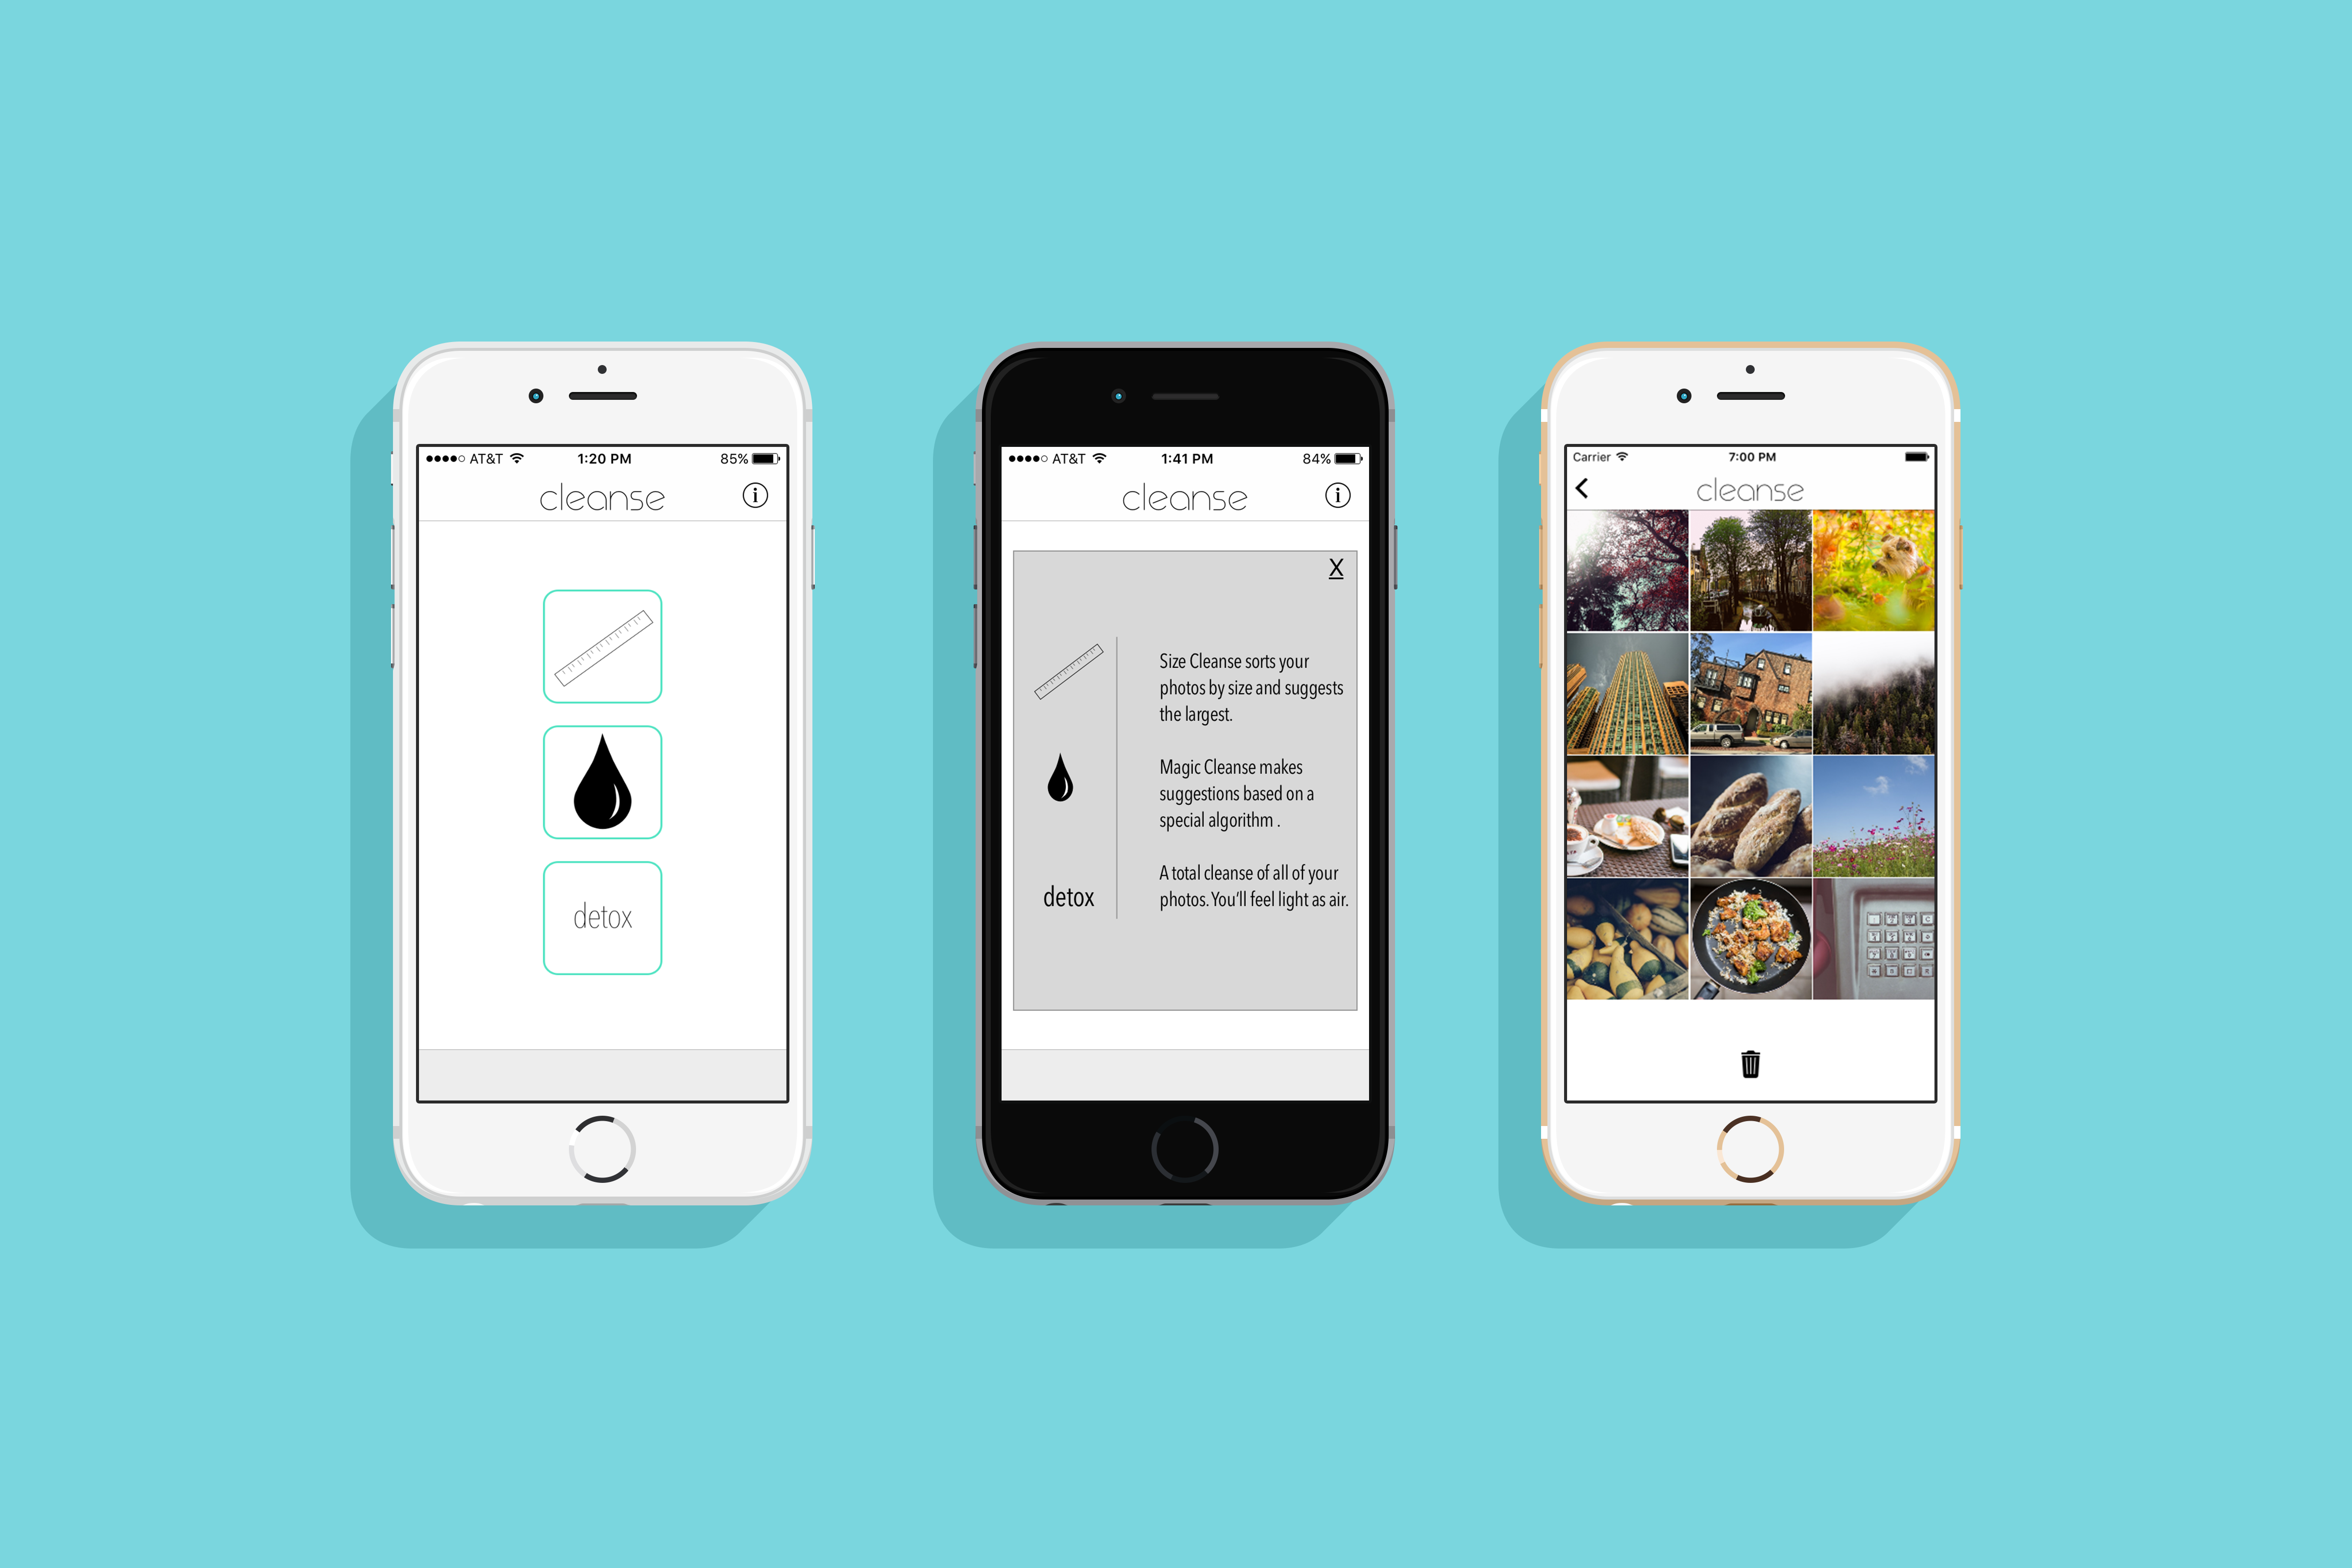 AT&T 1:20 PM 85%
cleanse
i
detox
AT&T 1:41 PM 84%
cleanse
i
X
Size Cleanse sorts your
photos by size and suggests
the largest.
Magic Cleanse makes
suggestions based on a
special algorithm .
detox
A total cleanse of all of your
photos. You'll feel light as air.
Carrier 7:00 PM
cleanse